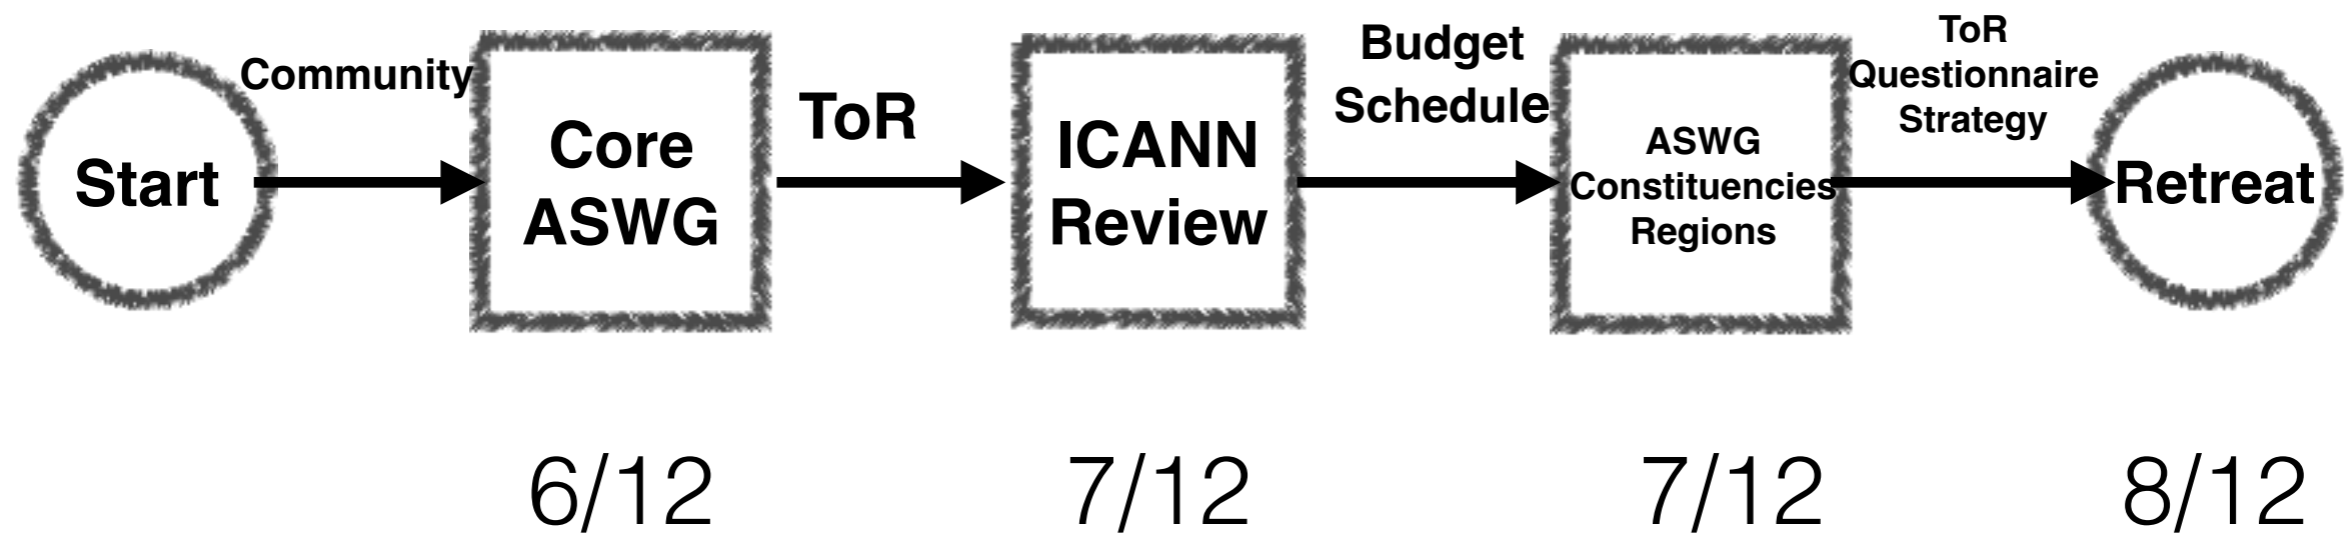 Start
Community
Core
ASWG
ToR
ICANN
Review
Budget
Schedule
ASWG
Constituencies
Regions
ToR
Questionnaire
Strategy
Retreat
6/12
7/12
7/12
8/12